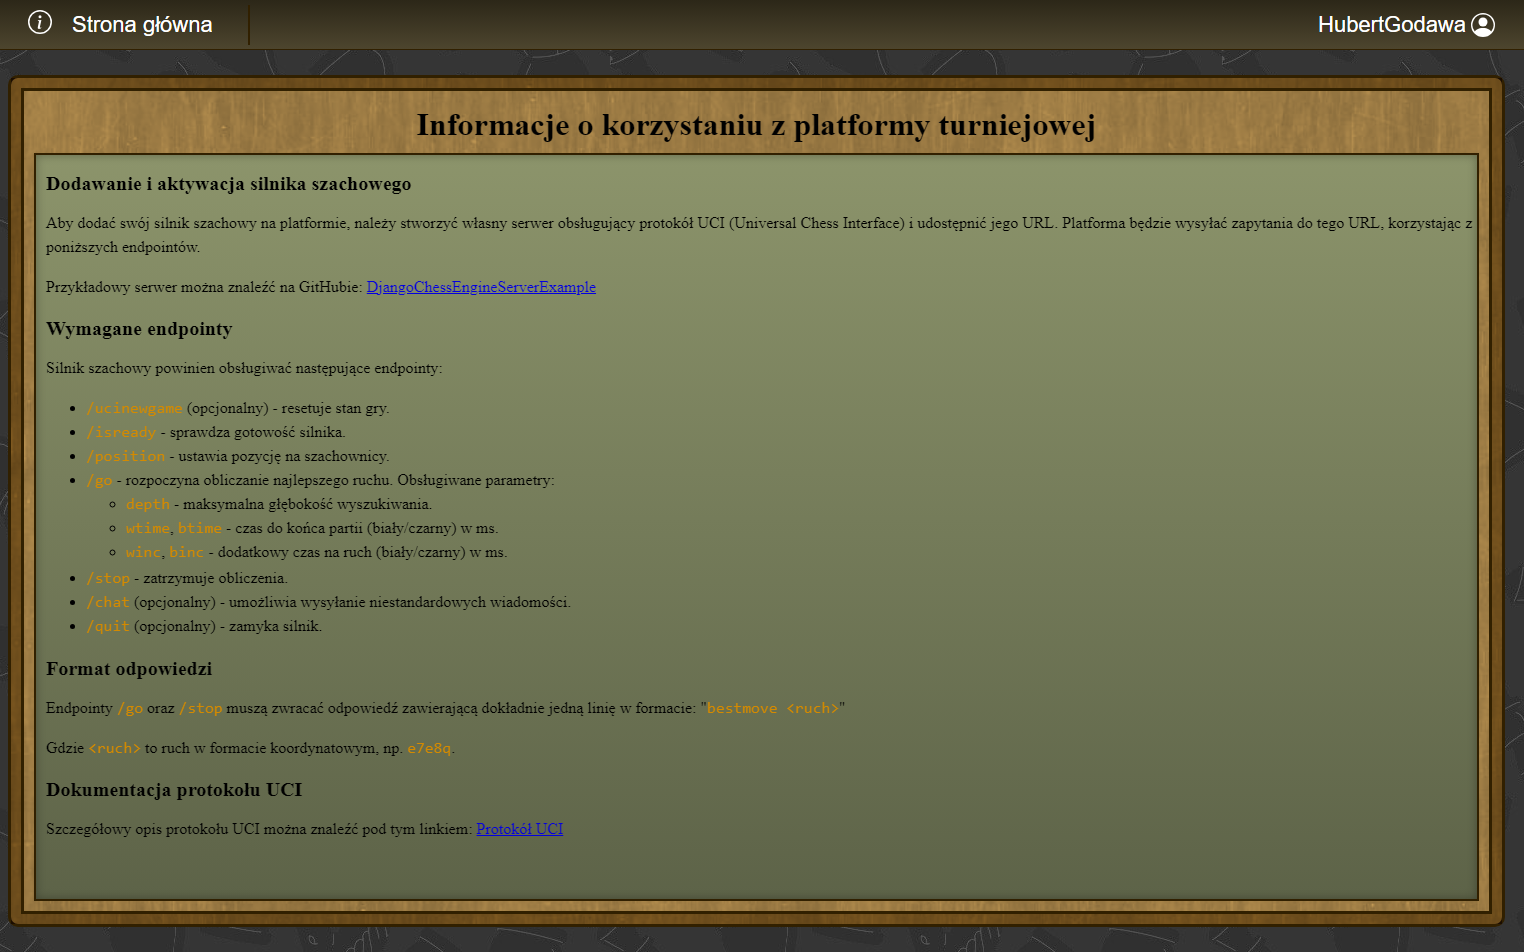 Strona główna
HubertGodawa
Informacje o korzystaniu z platformy turniejowej
Dodawanie i aktywacja silnika szachowego
Aby dodać swój silnik szachowy na platformie, należy stworzyć własny serwer obsługujący protokół UCI (Universal Chess Interface) i udostępnić jego URL. Platforma będzie wysyłać zapytania do tego URL, korzystając z
poniższych endpointów.
Przykładowy serwer można znaleźć na GitHubie: DjangoChessEngineServerExample
Wymagane endpointy
Silnik szachowy powinien obsługiwać następujące endpointy:
• /ucinewgame (opcjonalny) - resetuje stan gry.
• /isready - sprawdza gotowość silnika.
• /position - ustawia pozycję na szachownicy.
• /go - rozpoczyna obliczanie najlepszego ruchu. Obsługiwane parametry:
◦ depth - maksymalna głębokość wyszukiwania.
◦ wtime, btime - czas do końca partii (biały/czarny) w ms.
◦ winc, binc - dodatkowy czas na ruch (biały/czarny) w ms.
• /stop - zatrzymuje obliczenia.
• /chat (opcjonalny) - umożliwia wysyłanie niestandardowych wiadomości.
• /quit (opcjonalny) - zamyka silnik.
Format odpowiedzi
Endpointy /go oraz /stop muszą zwracać odpowiedź zawierającą dokładnie jedną linię w formacie: "bestmove <ruch>"
Gdzie <ruch> to ruch w formacie koordynatowym, np. e7e8q.
Dokumentacja protokołu UCI
Szczegółowy opis protokołu UCI można znaleźć pod tym linkiem: Protokół UCI